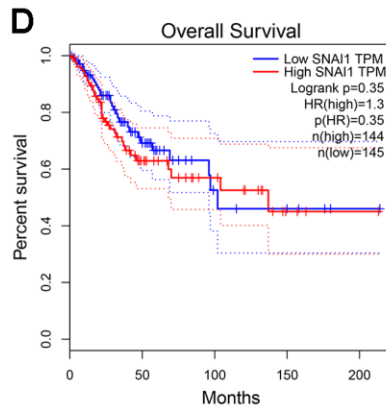 D
Overall Survival
Low SNAI1 TPM
High SNAI1 TPM
Logrank p=0.35
HR(high)=1.3
p(HR)=0.35
n(high)=144
n(low)=145
Percent survival
1.0
0.8
0.6
0.4
0.2
0.0
0 50 100 150 200
Months